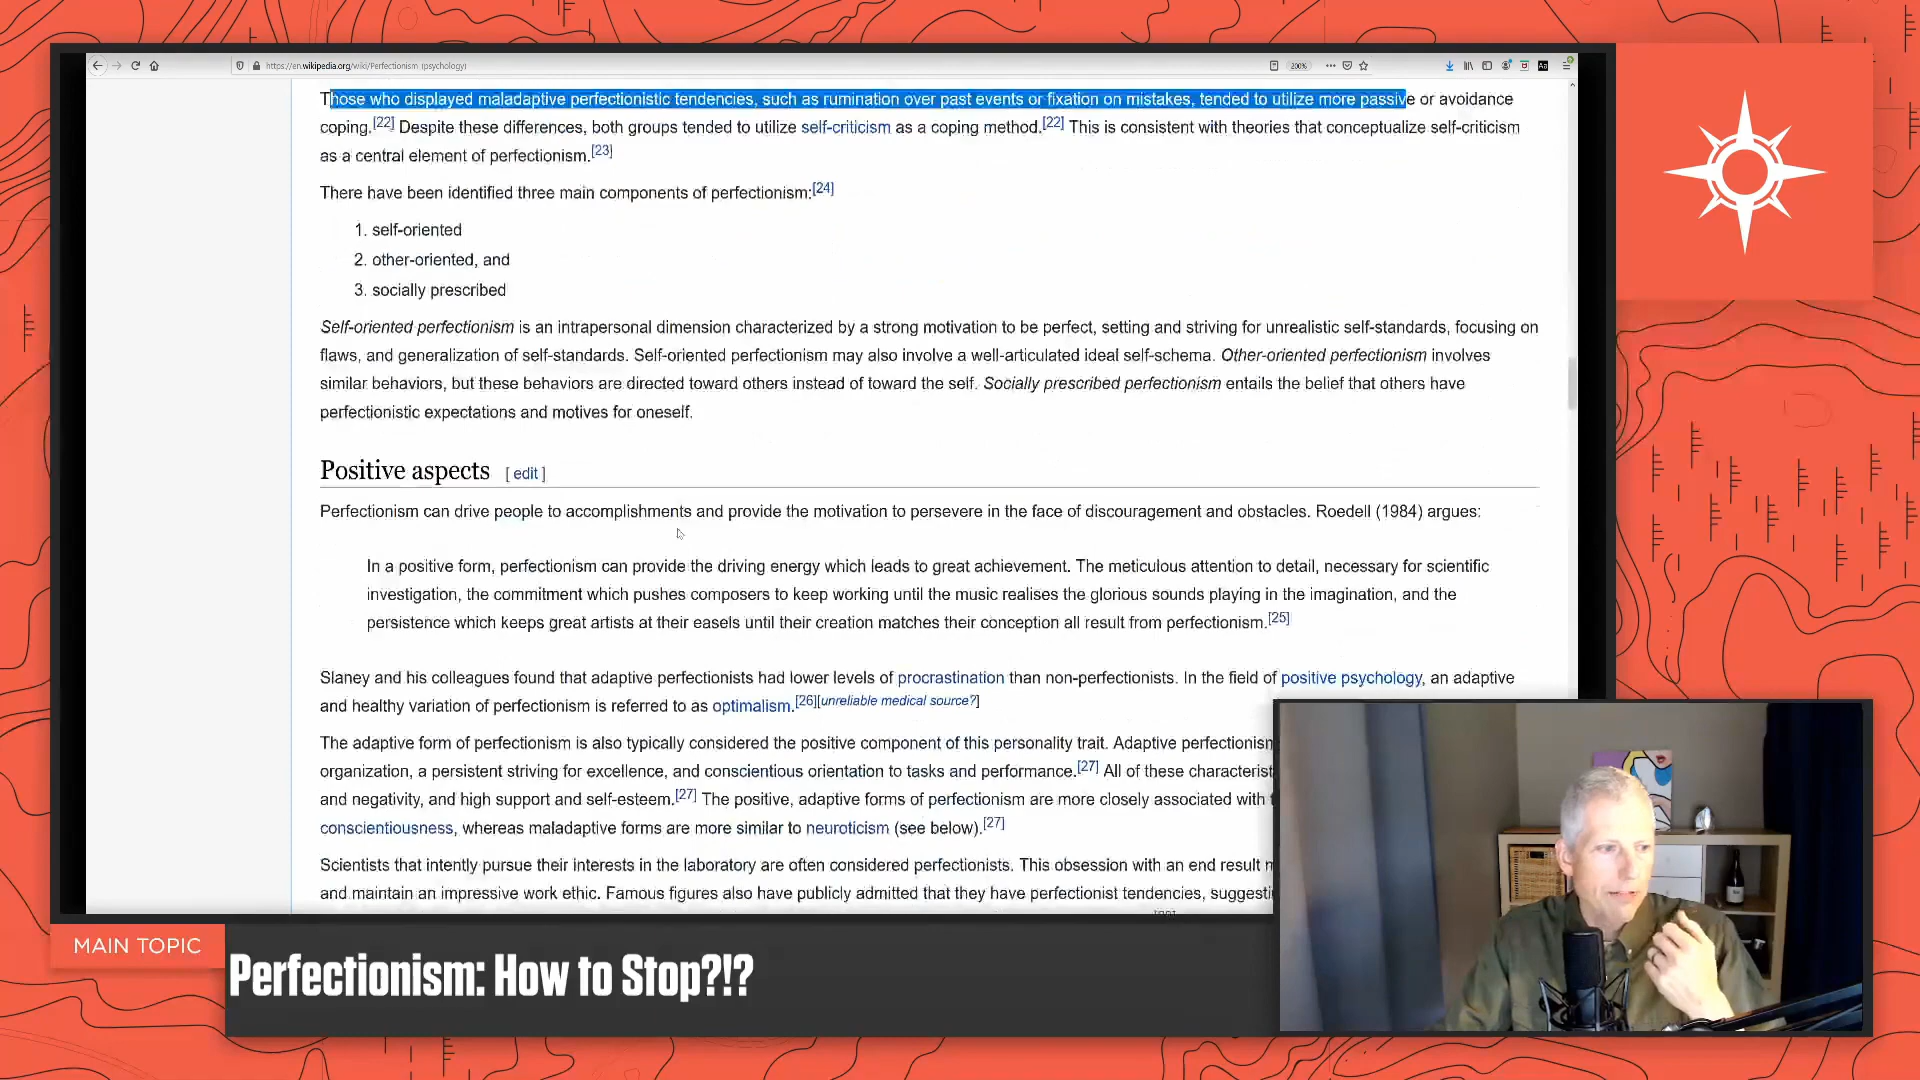 https://en.wikipedia.org/wiki/Perfectionism (psychology)
200%
Those who displayed maladaptive perfectionistic tendencies, such as rumination over past events or fixation on mistakes, tended to utilize more passive or avoidance
coping.[22] Despite these differences, both groups tended to utilize self-criticism as a coping method.[22] This is consistent with theories that conceptualize self-criticism
as a central element of perfectionism.[23]
There have been identified three main components of perfectionism:[24]
1. self-oriented
2. other-oriented, and
3. socially prescribed
Self-oriented perfectionism is an intrapersonal dimension characterized by a strong motivation to be perfect, setting and striving for unrealistic self-standards, focusing on
flaws, and generalization of self-standards. Self-oriented perfectionism may also involve a well-articulated ideal self-schema. Other-oriented perfectionism involves
similar behaviors, but these behaviors are directed toward others instead of toward the self. Socially prescribed perfectionism entails the belief that others have
perfectionistic expectations and motives for oneself.
Positive aspects [ edit ]
Perfectionism can drive people to accomplishments and provide the motivation to persevere in the face of discouragement and obstacles. Roedell (1984) argues:
In a positive form, perfectionism can provide the driving energy which leads to great achievement. The meticulous attention to detail, necessary for scientific
investigation, the commitment which pushes composers to keep working until the music realises the glorious sounds playing in the imagination, and the
persistence which keeps great artists at their easels until their creation matches their conception all result from perfectionism.[25]
Slaney and his colleagues found that adaptive perfectionists had lower levels of procrastination than non-perfectionists. In the field of positive psychology, an adaptive
and healthy variation of perfectionism is referred to as optimalism.[26][unreliable medical source?]
The adaptive form of perfectionism is also typically considered the positive component of this personality trait. Adaptive perfectionism
organization, a persistent striving for excellence, and conscientious orientation to tasks and performance.[27] All of these
and negativity, and high support and self-esteem.[27] The positive, adaptive forms of perfectionism are more closely associated with
conscientiousness, whereas maladaptive forms are more similar to neuroticism (see below).[27]
Scientists that intently pursue their interests in the laboratory are often considered perfectionists. This obsession with an end result
and maintain an impressive work ethic. Famous figures also have publicly admitted that they have perfectionist tendencies,
MAIN TOPIC
Perfectionism: How to Stop?!?